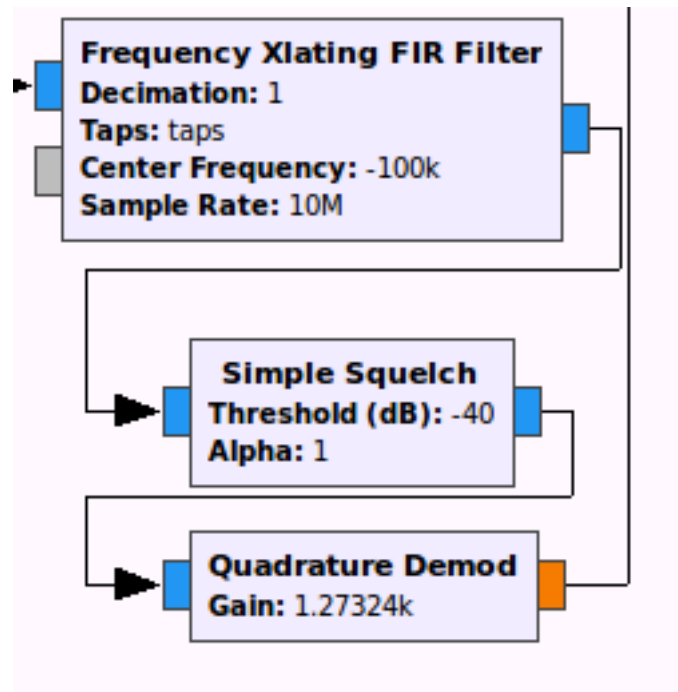 Frequency Xlating FIR Filter
Decimation: 1
Taps: taps
Center Frequency: -100k
Sample Rate: 10M
Simple Squelch
Threshold (dB): -40
Alpha: 1
Quadrature Demod
Gain: 1.27324k